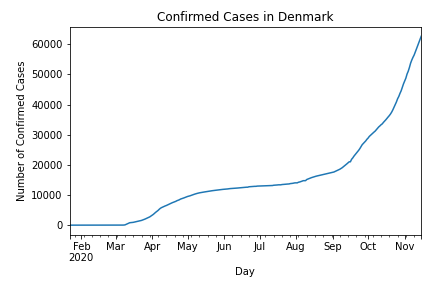 Confirmed Cases in Denmark
Number of Confirmed Cases
60000
50000
40000
30000
20000
10000
0
Feb Mar Apr May Jun Jul Aug Sep Oct Nov
2020
Day